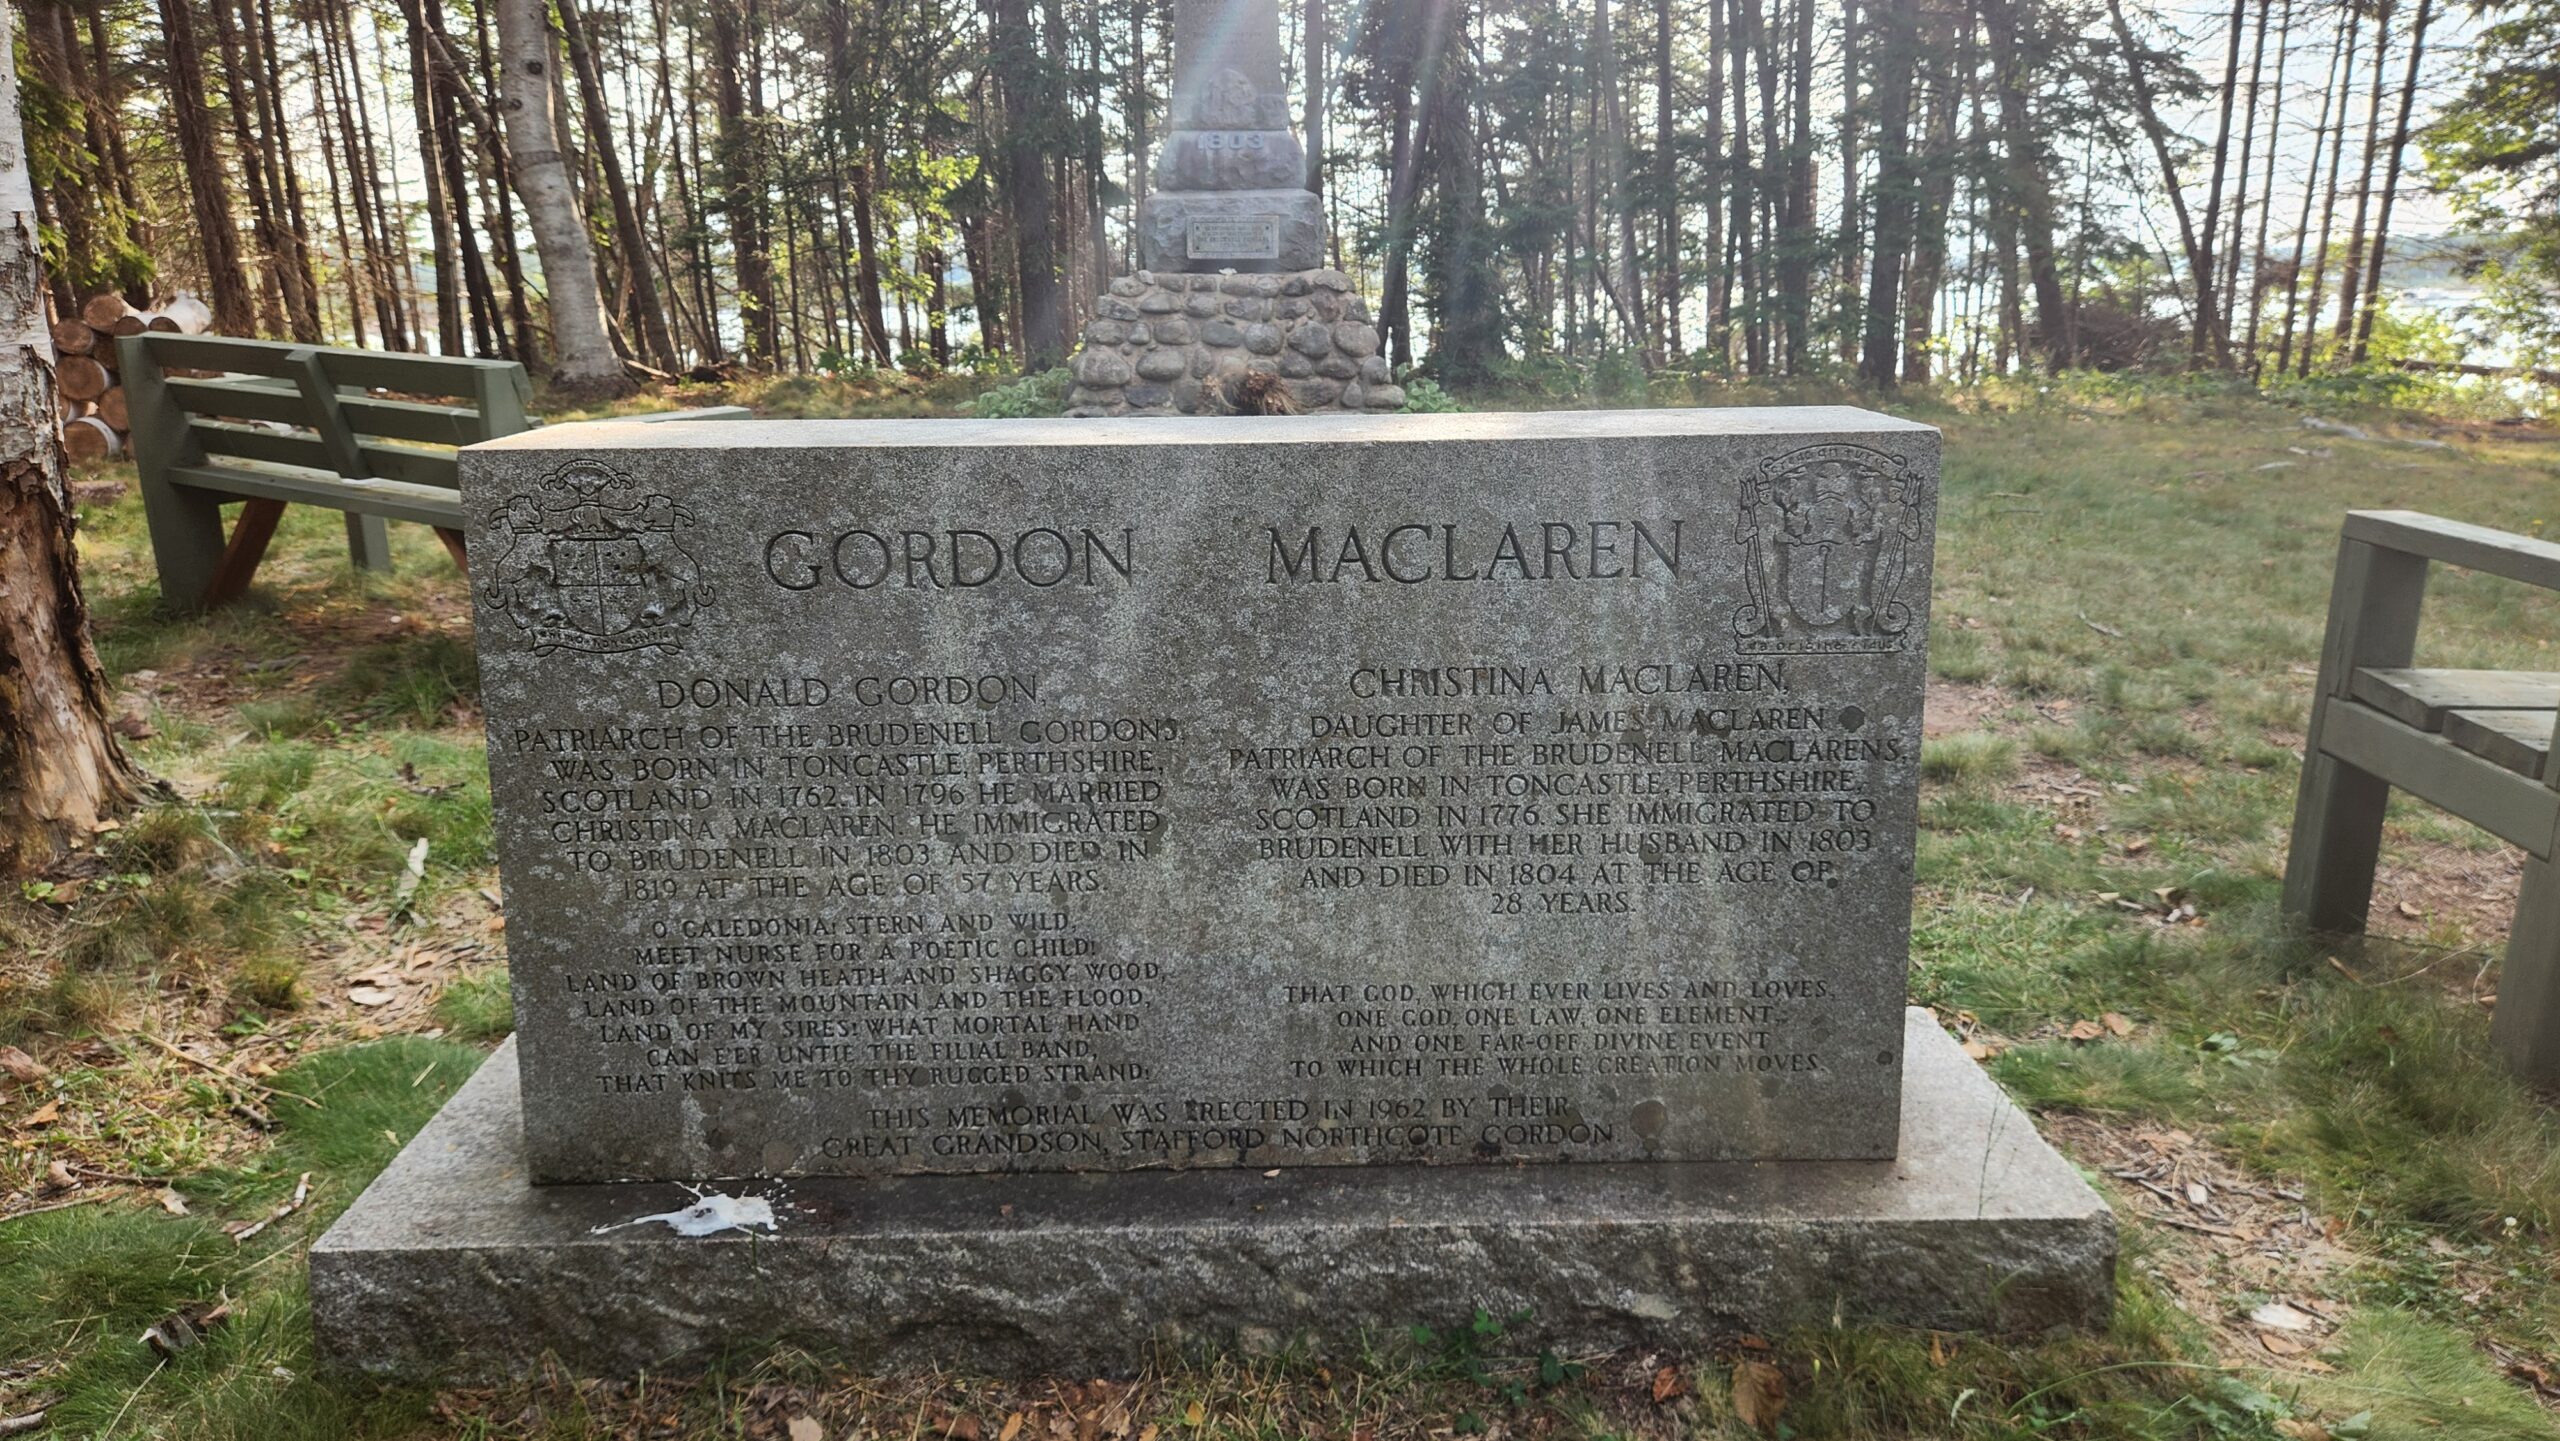 1803
GORDON
MACLAREN
DONALD GORDON,
PATRIARCH OF THE BRUDENELL GORDONS,
WAS BORN IN TONCASTLE, PERTHSHIRE,
SCOTLAND IN 1762. IN 1796 HE MARRIED
CHRISTINA MACLAREN. HE IMMIGRATED
TO BRUDENELL IN 1803 AND DIED IN
1819 AT THE AGE OF 57 YEARS.
O CALEDONIA! STERN AND WILD,
MEET NURSE FOR A POETIC CHILD!
LAND OF BROWN HEATH AND SHAGGY WOOD,
LAND OF THE MOUNTAIN AND THE FLOOD,
LAND OF MY SIRES! WHAT MORTAL HAND
CAN E'ER UNTIE THE FILIAL BAND,
THAT KNITS ME TO THY RUGGED STRAND!
CHRISTINA MACLAREN,
DAUGHTER OF JAMES MACLAREN
PATRIARCH OF THE BRUDENELL MACLARENS,
WAS BORN IN TONCASTLE, PERTHSHIRE,
SCOTLAND IN 1776. SHE IMMIGRATED TO
BRUDENELL WITH HER HUSBAND IN 1803
AND DIED IN 1804 AT THE AGE OF
28 YEARS.
THAT GOD, WHICH EVER LIVES AND LOVES,
ONE GOD, ONE LAW, ONE ELEMENT,
AND ONE FAR-OFF DIVINE EVENT
TO WHICH THE WHOLE CREATION MOVES.
THIS MEMORIAL WAS ERECTED IN 1962 BY THEIR
GREAT GRANDSON, STAFFORD NORTHCOTE GORDON.